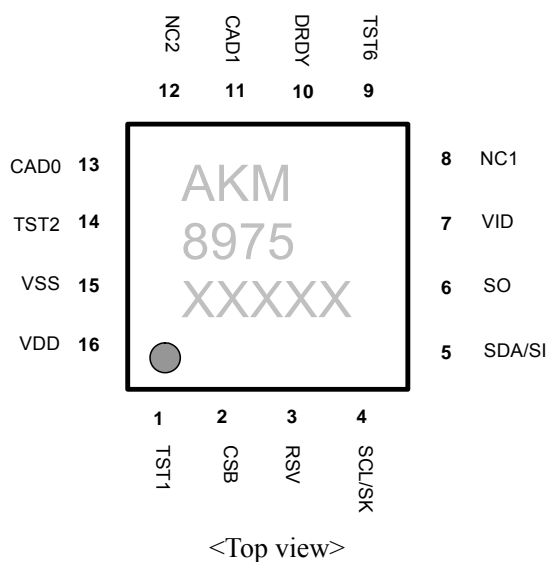 NC2 CAD1 DRDY TST6
12 11 10 9
CAD0 13
TST2 14
VSS 15
VDD 16
AKM
8975
XXXXX
8 NC1
7 VID
6 SO
5 SDA/SI
1 2 3 4
TST1 CSB RSV SCL/SK
<Top view>